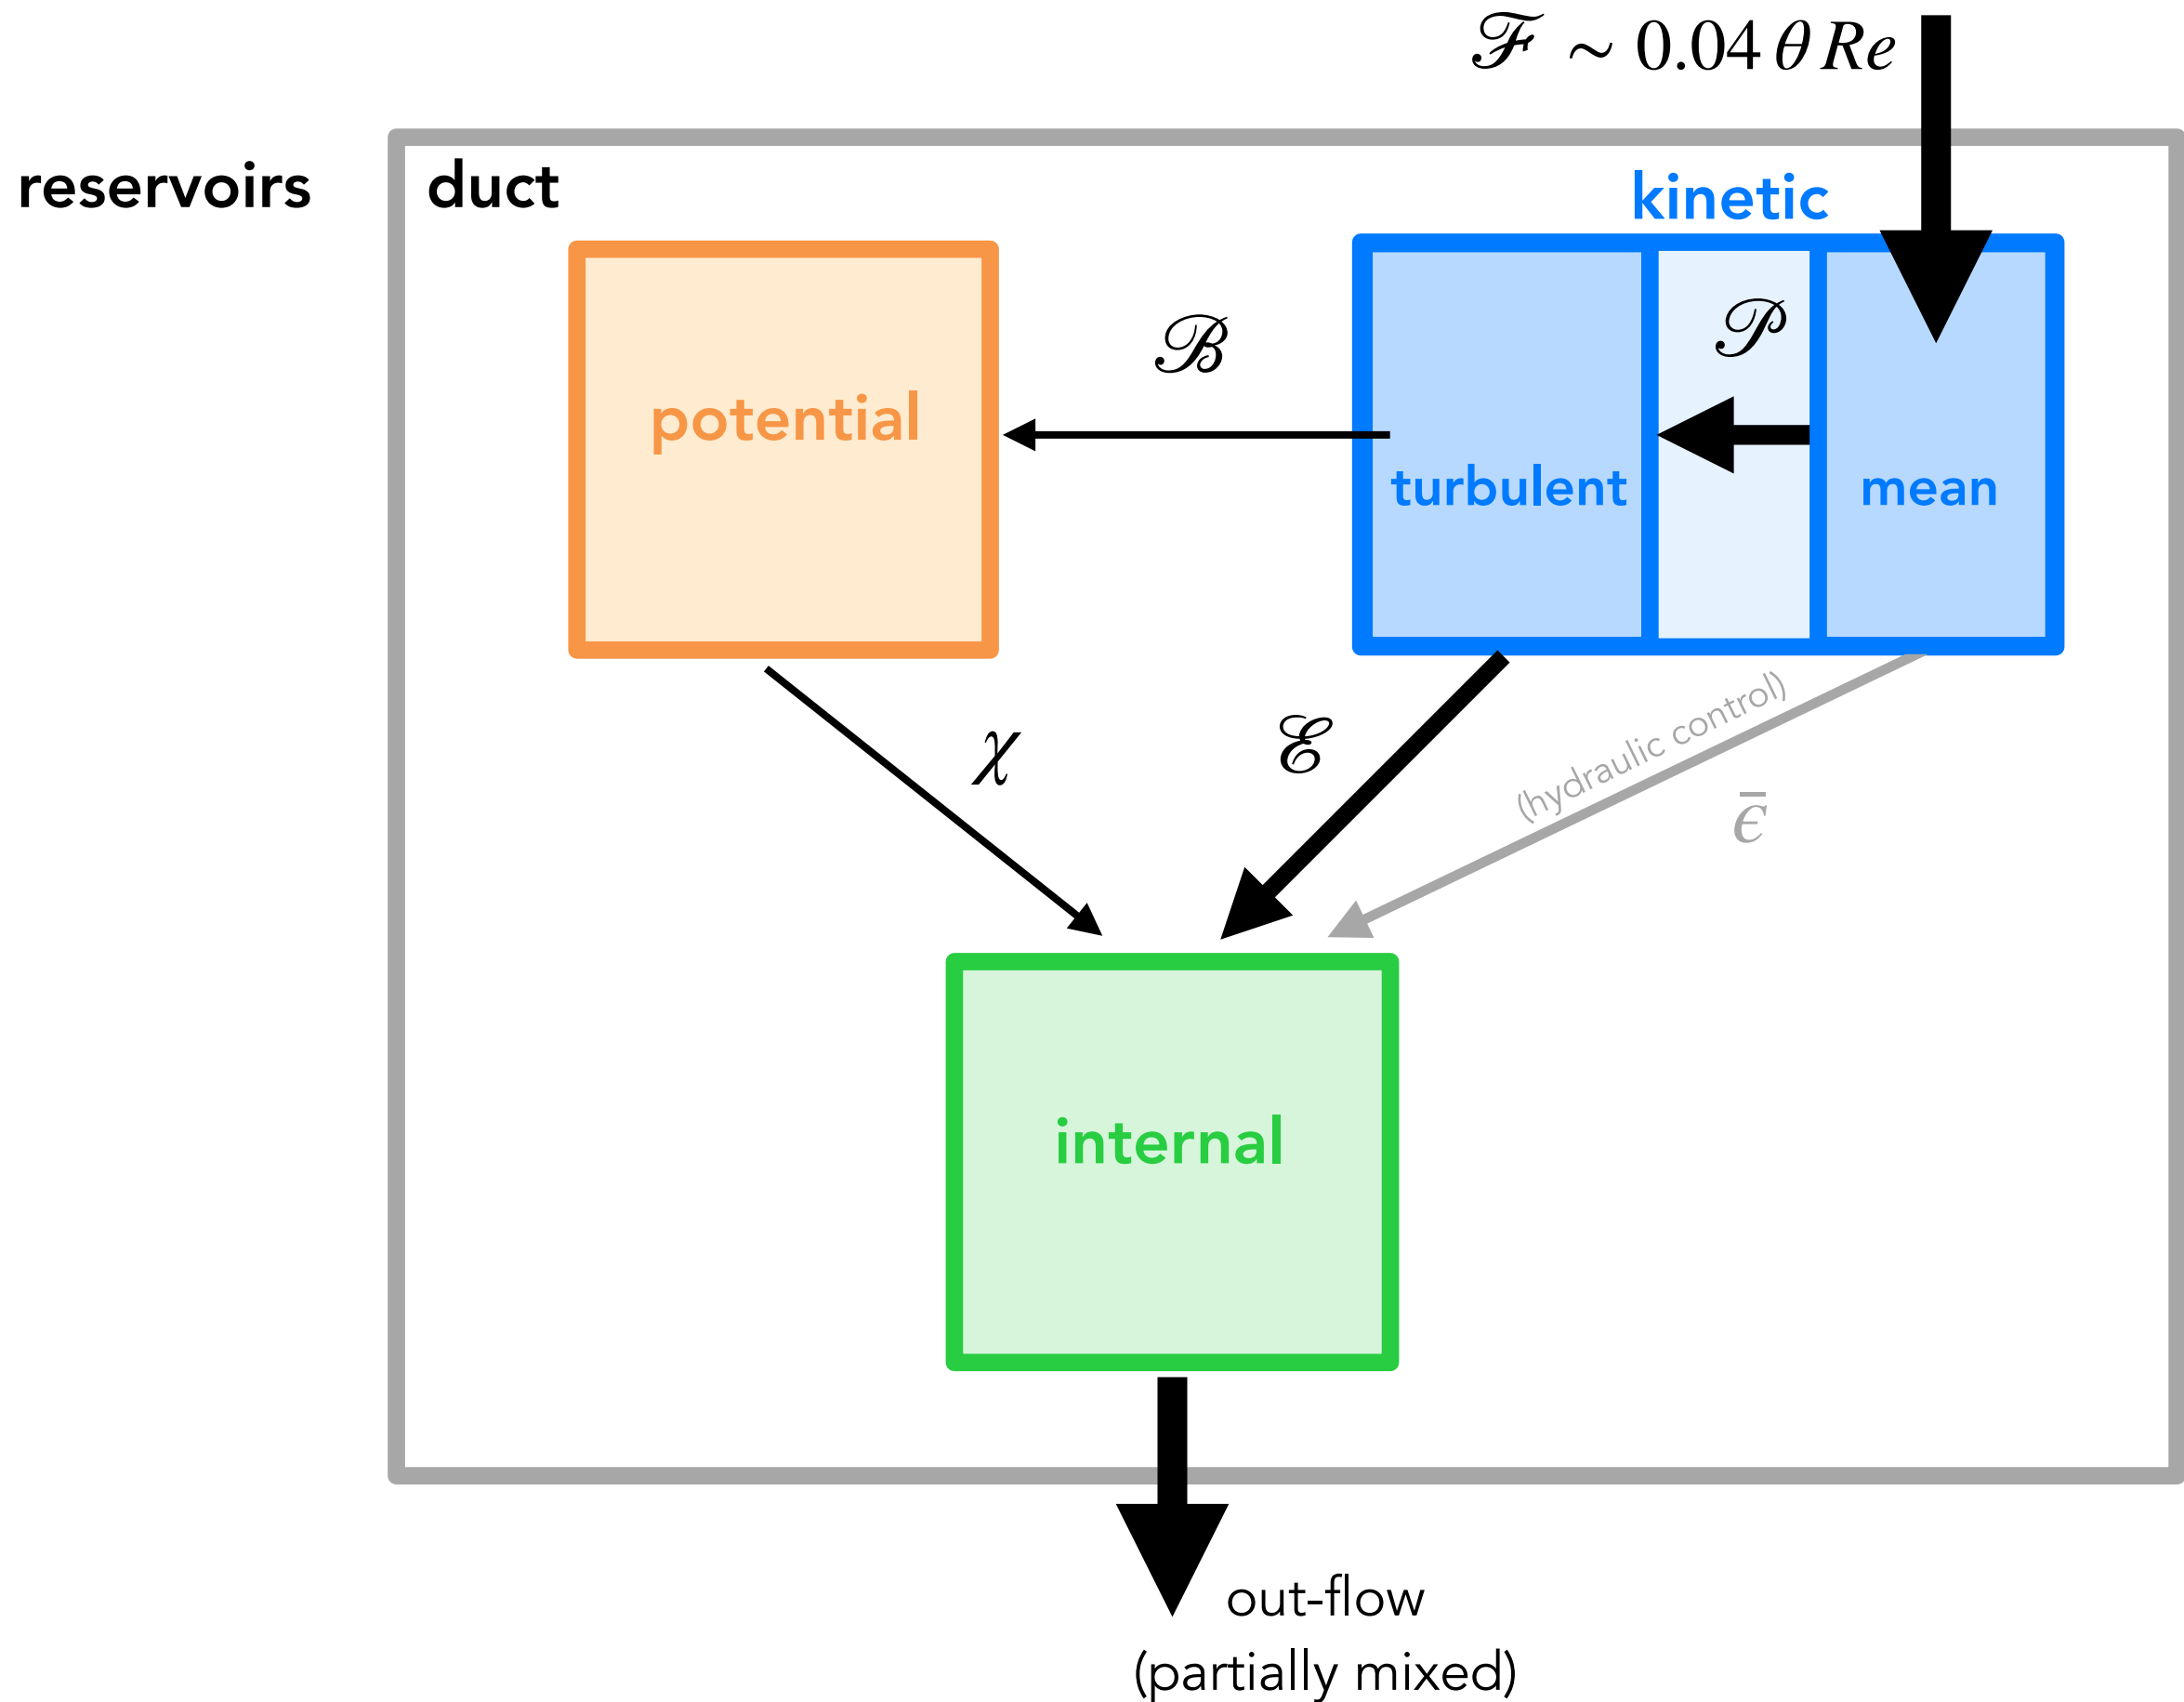 ℱ ~ 0.04 θ Re
reservoirs
duct
kinetic
potential
ℬ
𝒫
turbulent
mean
χ
ℰ
(hydraulic control)
ϵ̅
internal
out-flow
(partially mixed)